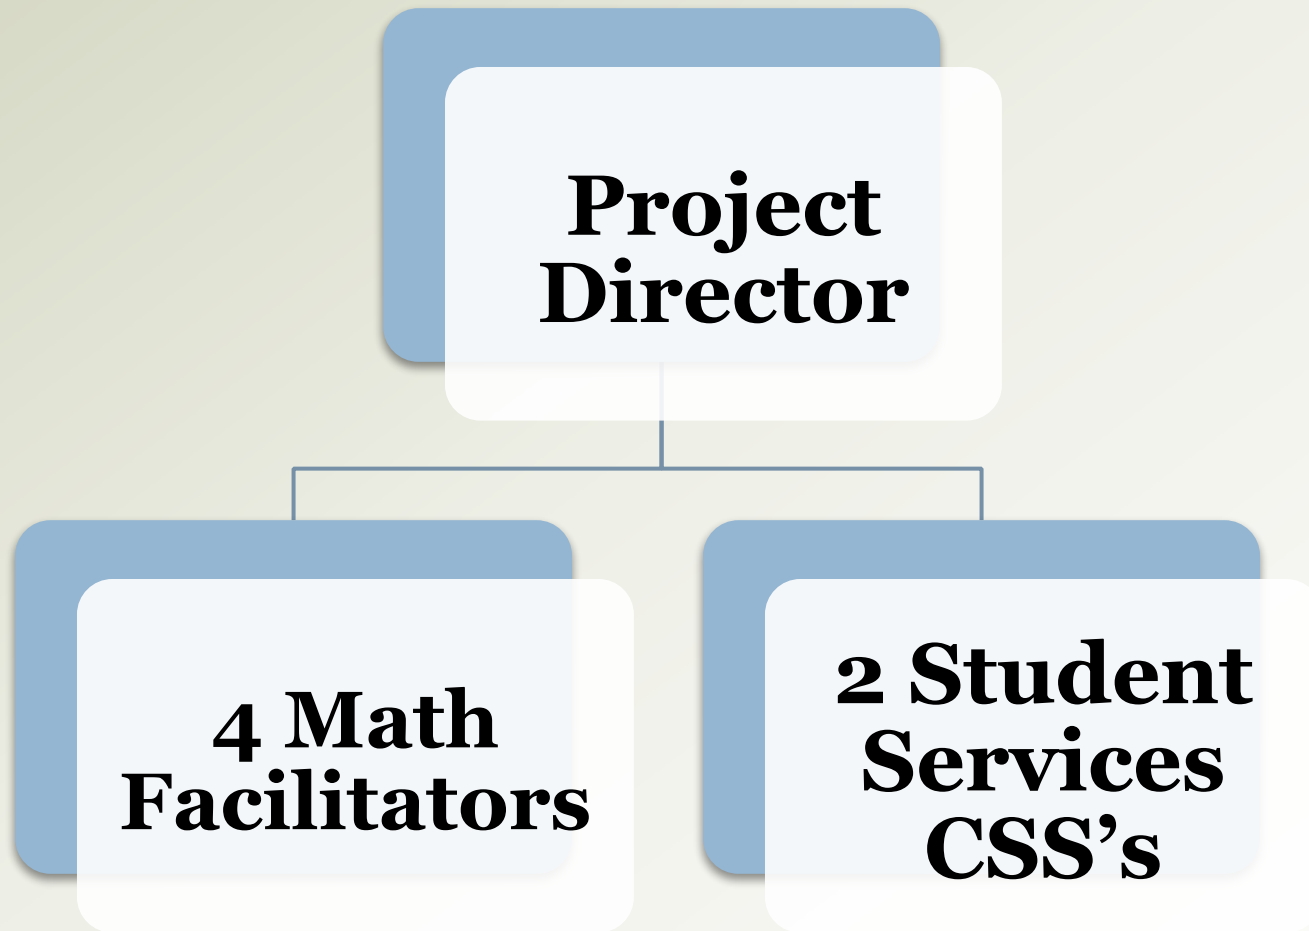 Project
Director
4 Math
Facilitators
2 Student
Services
CSS’s